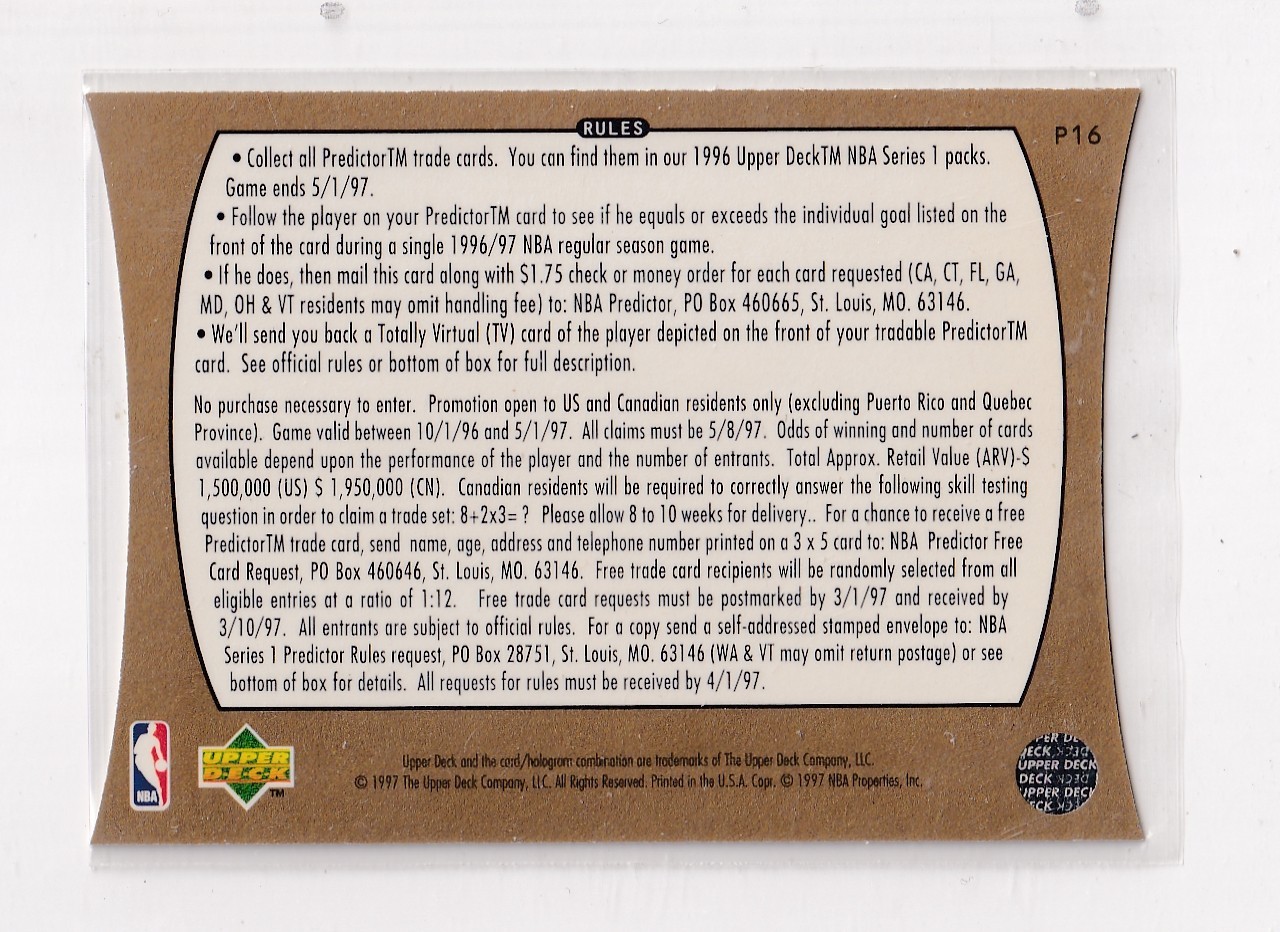 RULES
P16
• Collect all PredictorTM trade cards. You can find them in our 1996 Upper DeckTM NBA Series 1 packs.
Game ends 5/1/97.
• Follow the player on your PredictorTM card to see if he equals or exceeds the individual goal listed on the
front of the card during a single 1996/97 NBA regular season game.
• If he does, then mail this card along with $1.75 check or money order for each card requested (CA, CT, FL, GA,
MD, OH & VT residents may omit handling fee) to: NBA Predictor, PO Box 460665, St. Louis, MO. 63146.
• We'll send you back a Totally Virtual (TV) card of the player depicted on the front of your tradable PredictorTM
card. See official rules or bottom of box for full description.
No purchase necessary to enter. Promotion open to US and Canadian residents only (excluding Puerto Rico and Quebec
Province). Game valid between 10/1/96 and 5/1/97. All claims must be 5/8/97. Odds of winning and number of cards
available depend upon the performance of the player and the number of entrants. Total Approx. Retail Value (ARV)-$
1,500,000 (US) $ 1,950,000 (CN). Canadian residents will be required to correctly answer the following skill testing
question in order to claim a trade set: 8+2x3= ? Please allow 8 to 10 weeks for delivery.. For a chance to receive a free
PredictorTM trade card, send name, age, address and telephone number printed on a 3 x 5 card to: NBA Predictor Free
Card Request, PO Box 460646, St. Louis, MO. 63146. Free trade card recipients will be randomly selected from all
eligible entries at a ratio of 1:12. Free trade card requests must be postmarked by 3/1/97 and received by
3/10/97. All entrants are subject to official rules. For a copy send a self-addressed stamped envelope to: NBA
Series 1 Predictor Rules request, PO Box 28751, St. Louis, MO. 63146 (WA & VT may omit return postage) or see
bottom of box for details. All requests for rules must be received by 4/1/97.
NBA
UPPER
DECK
TM
Upper Deck and the card/hologram combination are trademarks of The Upper Deck Company, LLC.
© 1997 The Upper Deck Company, LLC. All Rights Reserved. Printed in the U.S.A. Copr. © 1997 NBA Properties, Inc.
UPPER DECK
DECK